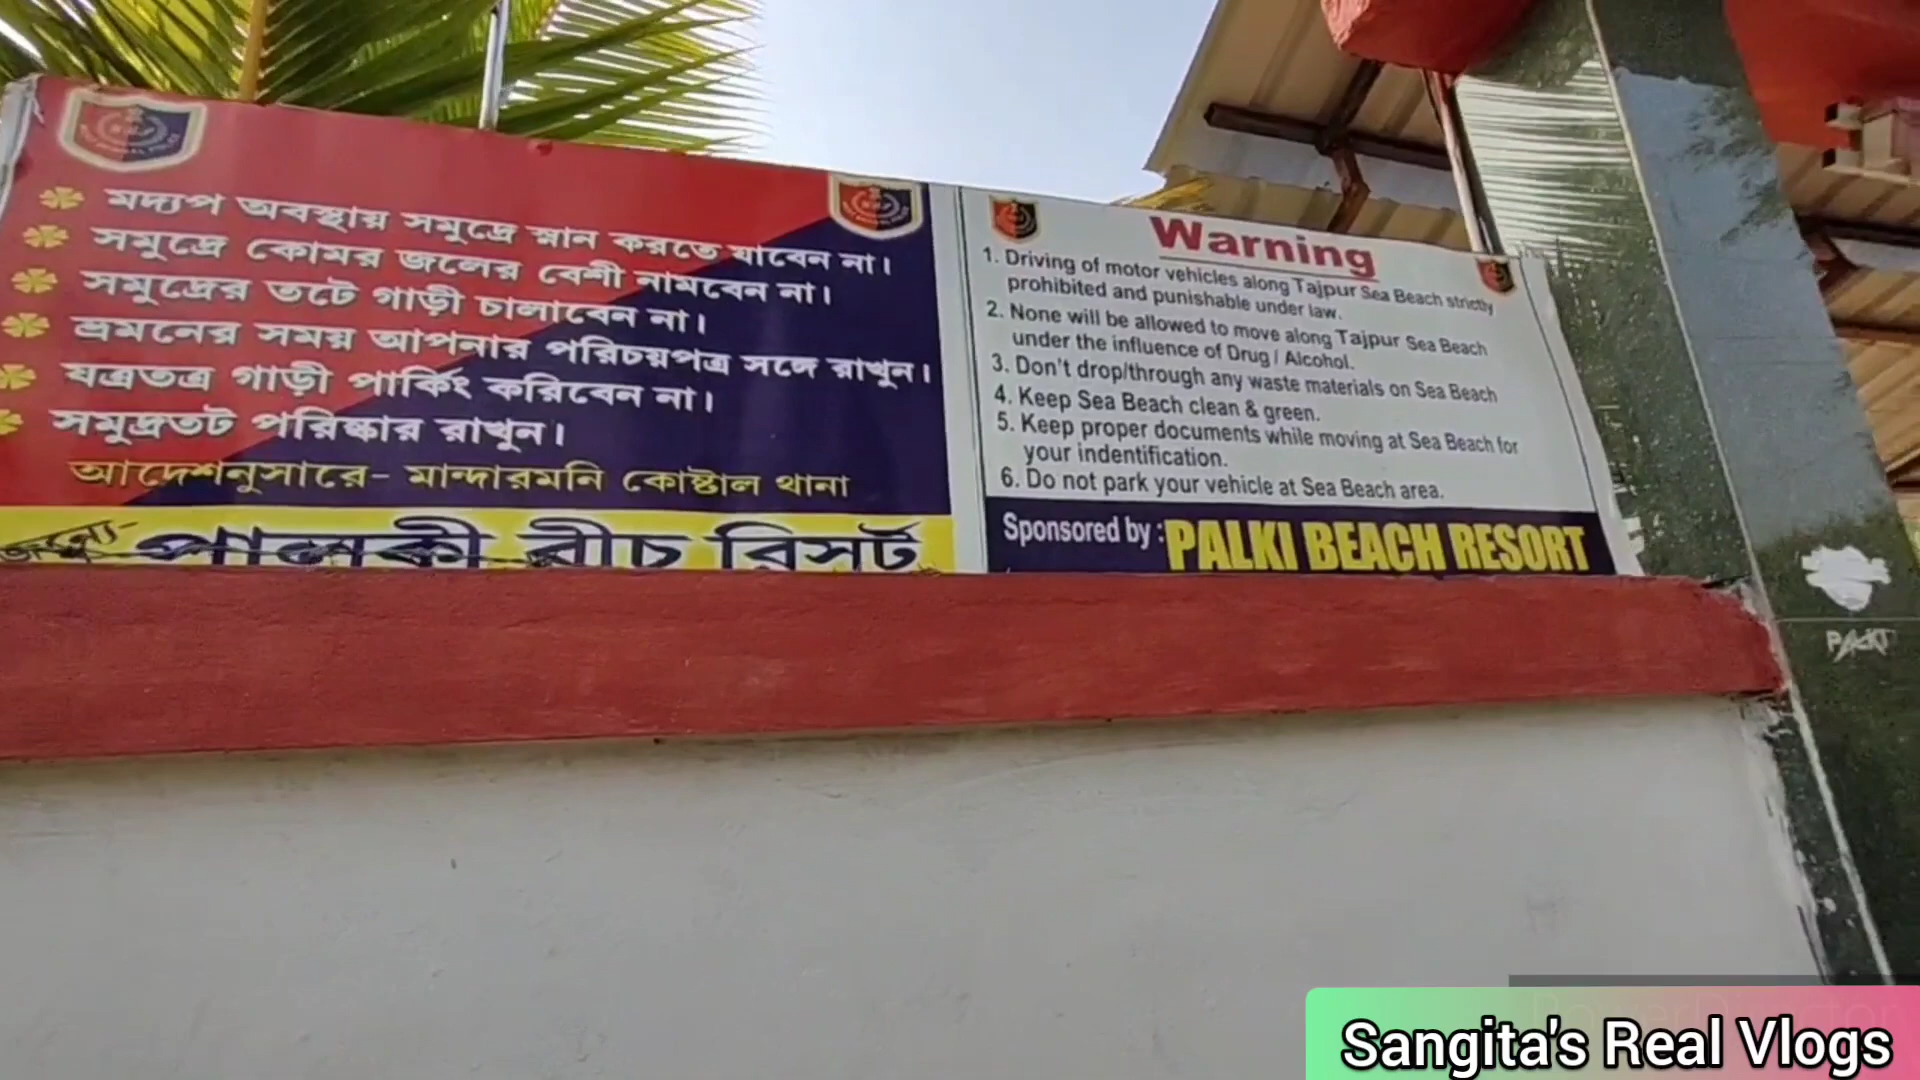 মদ্যপ অবস্থায় সমুদ্রে স্নান করতে যাবেন না।
সমুদ্রে কোমর জলের বেশী নামবেন না।
সমুদ্রের তটে গাড়ী চালাবেন না।
ভ্রমনের সময় আপনার পরিচয়পত্র সঙ্গে রাখুন।
যত্রতত্র গাড়ী পার্কিং করিবেন না।
সমুদ্রতট পরিষ্কার রাখুন।
আদেশনুসারে- মান্দারমনি কোষ্টাল থানা
পালকী বীচ রিসর্ট
Warning
1. Driving of motor vehicles along Tajpur Sea Beach strictly
prohibited and punishable under law.
2. None will be allowed to move along Tajpur Sea Beach
under the influence of Drug / Alcohol.
3. Don't drop/through any waste materials on Sea Beach
4. Keep Sea Beach clean & green.
5. Keep proper documents while moving at Sea Beach for
your indentification.
6. Do not park your vehicle at Sea Beach area.
Sponsored by : PALKI BEACH RESORT
Sangita's Real Vlogs